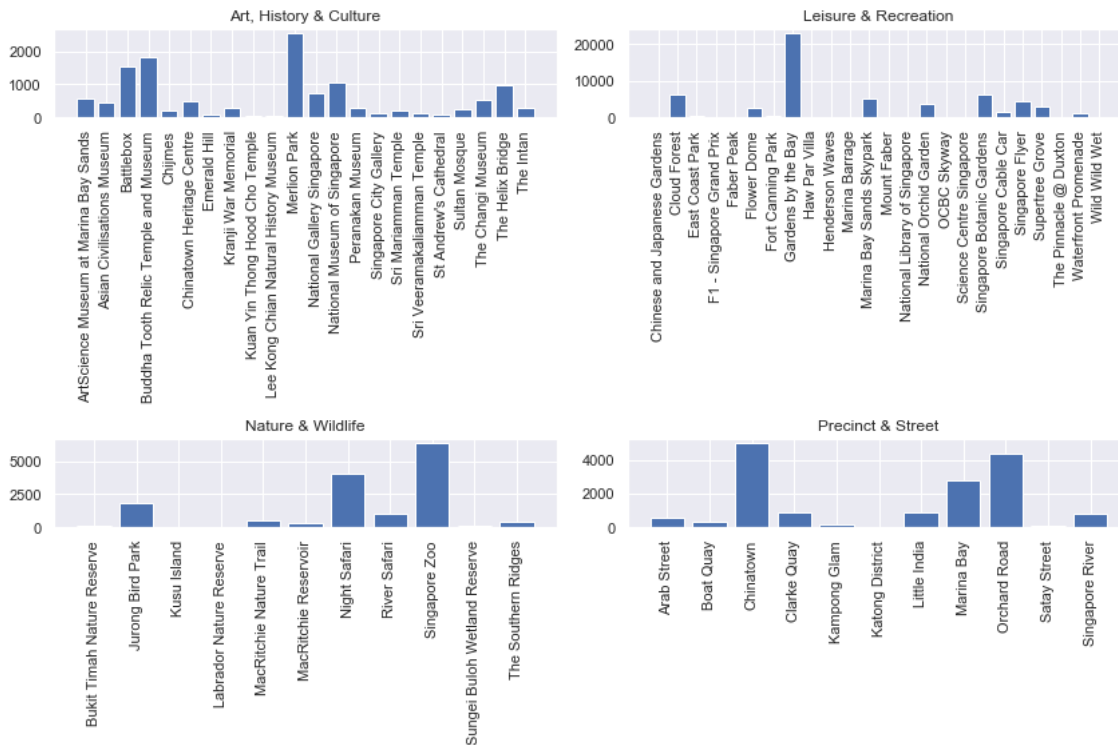 Art, History & Culture
2000
1000
0
ArtScience Museum at Marina Bay Sands
Asian Civilisations Museum
Battlebox
Buddha Tooth Relic Temple and Museum
Chijmes
Chinatown Heritage Centre
Emerald Hill
Kranji War Memorial
Kuan Yin Thong Hood Cho Temple
Lee Kong Chian Natural History Museum
Merlion Park
National Gallery Singapore
National Museum of Singapore
Peranakan Museum
Singapore City Gallery
Sri Mariamman Temple
Sri Veeramakaliamman Temple
St Andrew's Cathedral
Sultan Mosque
The Changi Museum
The Helix Bridge
The Intan
Leisure & Recreation
20000
10000
0
Chinese and Japanese Gardens
Cloud Forest
East Coast Park
F1 - Singapore Grand Prix
Faber Peak
Flower Dome
Fort Canning Park
Gardens by the Bay
Haw Par Villa
Henderson Waves
Marina Barrage
Marina Bay Sands Skypark
Mount Faber
National Library of Singapore
National Orchid Garden
OCBC Skyway
Science Centre Singapore
Singapore Botanic Gardens
Singapore Cable Car
Singapore Flyer
Supertree Grove
The Pinnacle @ Duxton
Waterfront Promenade
Wild Wild Wet
Nature & Wildlife
5000
2500
0
Bukit Timah Nature Reserve
Jurong Bird Park
Kusu Island
Labrador Nature Reserve
MacRitchie Nature Trail
MacRitchie Reservoir
Night Safari
River Safari
Singapore Zoo
Sungei Buloh Wetland Reserve
The Southern Ridges
Precinct & Street
4000
2000
0
Arab Street
Boat Quay
Chinatown
Clarke Quay
Kampong Glam
Katong District
Little India
Marina Bay
Orchard Road
Satay Street
Singapore River